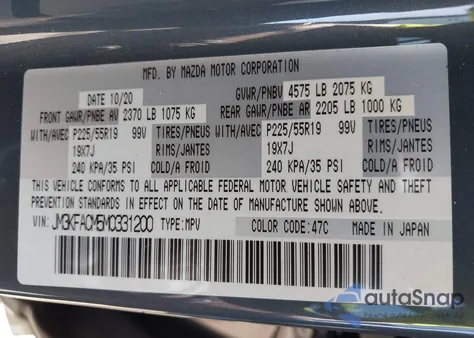 MFD. BY MAZDA MOTOR CORPORATION
DATE 10/20 GVWR/PNBV 4575 LB 2075 KG
FRONT GAWR/PNBE AV 2370 LB 1075 KG REAR GAWR/PNBE AR 2205 LB 1000 KG
WITH/AVEC P225/55R19 99V TIRES/PNEUS WITH/AVEC P225/55R19 99V TIRES/PNEUS
19X7J RIMS/JANTES 19X7J RIMS/JANTES
240 KPA/35 PSI COLD/A FROID 240 KPA/35 PSI COLD/A FROID
THIS VEHICLE CONFORMS TO ALL APPLICABLE FEDERAL MOTOR VEHICLE SAFETY AND THEFT
PREVENTION STANDARDS IN EFFECT ON THE DATE OF MANUFACTURE SHOWN ABOVE.
VIN: JM3KFACM5M0331200 TYPE: MPV COLOR CODE: 47C MADE IN JAPAN
autoSnap